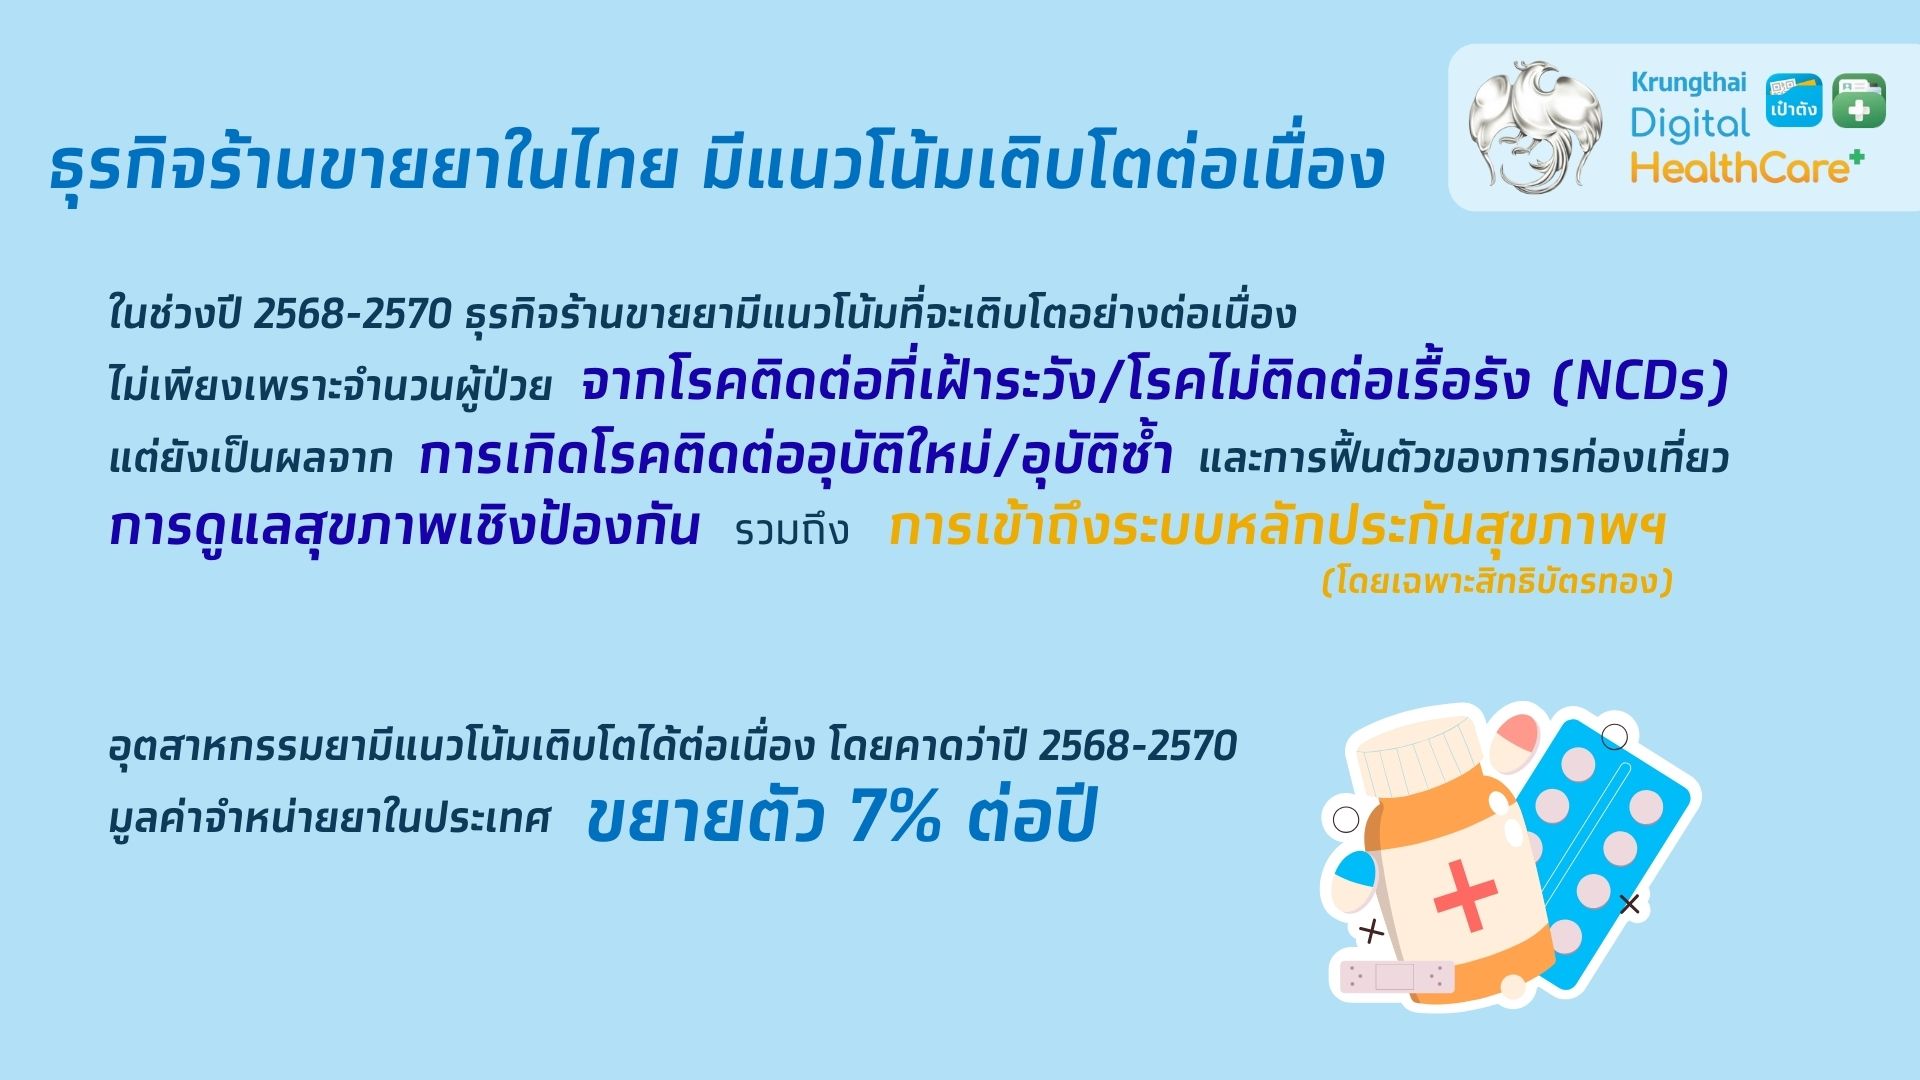 ธุรกิจร้านขายยาในไทย มีแนวโน้มเติบโตต่อเนื่อง
Krungthai
Digital
HealthCare+
เป๋าตัง
ในช่วงปี 2568-2570 ธุรกิจร้านขายยามีแนวโน้มที่จะเติบโตอย่างต่อเนื่อง
ไม่เพียงเพราะจำนวนผู้ป่วย จากโรคติดต่อที่เฝ้าระวัง/โรคไม่ติดต่อเรื้อรัง (NCDs)
แต่ยังเป็นผลจาก การเกิดโรคติดต่ออุบัติใหม่/อุบัติซ้ำ และการฟื้นตัวของการท่องเที่ยว
การดูแลสุขภาพเชิงป้องกัน รวมถึง การเข้าถึงระบบหลักประกันสุขภาพฯ
(โดยเฉพาะสิทธิบัตรทอง)
อุตสาหกรรมยามีแนวโน้มเติบโตได้ต่อเนื่อง โดยคาดว่าปี 2568-2570
มูลค่าจำหน่ายยาในประเทศ ขยายตัว 7% ต่อปี